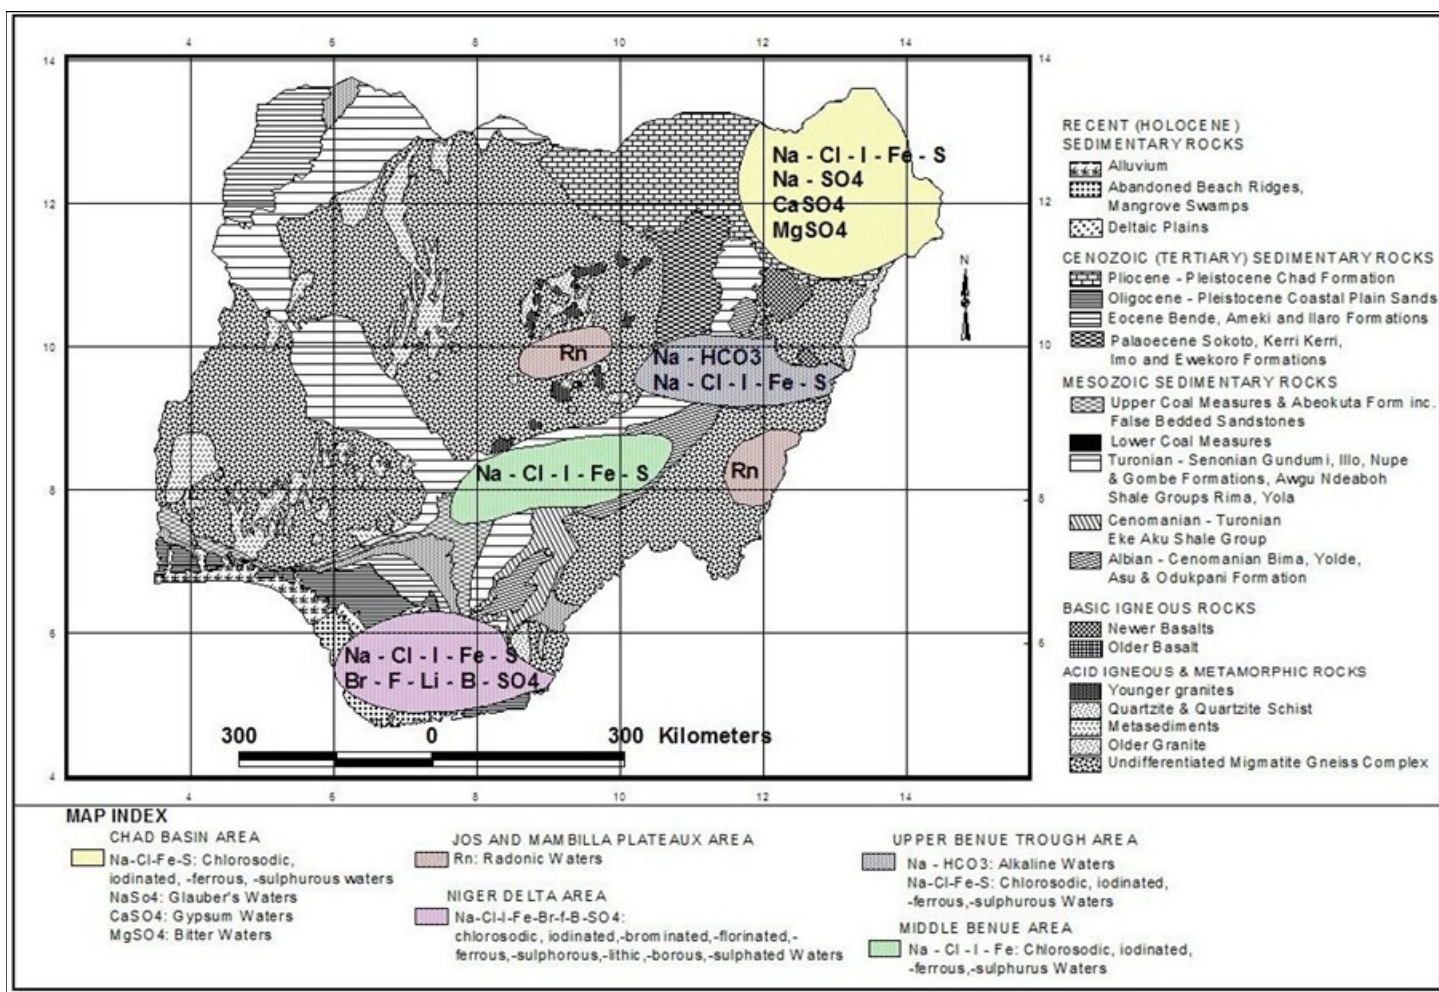 4 6 8 10 12 14
14 14
Na - Cl - I - Fe - S
Na - SO4
CaSO4
MgSO4
12 12
N
10 10
Rn
Na - HCO3
Na - Cl - I - Fe - S
Na - Cl - I - Fe - S
Rn
8 8
6 6
Na - Cl - I - Fe - S
Br - F - Li - B - SO4
300 0 300 Kilometers
4
4 6 8 10 12 14
RECENT (HOLOCENE)
SEDIMENTARY ROCKS
Alluvium
Abandoned Beach Ridges,
Mangrove Swamps
Deltaic Plains
CENOZOIC (TERTIARY) SEDIMENTARY ROCKS
Pliocene - Pleistocene Chad Formation
Oligocene - Pleistocene Coastal Plain Sands
Eocene Bende, Ameki and Ilaro Formations
Palaoecene Sokoto, Kerri Kerri,
Imo and Ewekoro Formations
MESOZOIC SEDIMENTARY ROCKS
Upper Coal Measures & Abeokuta Form inc.
False Bedded Sandstones
Lower Coal Measures
Turonian - Senonian Gundumi, Illo, Nupe
& Gombe Formations, Awgu Ndeaboh
Shale Groups Rima, Yola
Cenomanian - Turonian
Eke Aku Shale Group
Albian - Cenomanian Bima, Yolde,
Asu & Odukpani Formation
BASIC IGNEOUS ROCKS
Newer Basalts
Older Basalt
ACID IGNEOUS & METAMORPHIC ROCKS
Younger granites
Quartzite & Quartzite Schist
Metasediments
Older Granite
Undifferentiated Migmatite Gneiss Complex
MAP INDEX
CHAD BASIN AREA
Na-Cl-Fe-S: Chlorosodic,
iodinated, -ferrous, -sulphurous waters
NaSo4: Glauber's Waters
CaSO4: Gypsum Waters
MgSO4: Bitter Waters
JOS AND MAMBILLA PLATEAUX AREA
Rn: Radonic Waters
NIGER DELTA AREA
Na-Cl-I-Fe-Br-f-B-SO4:
chlorosodic, iodinated,-brominated,-florinated,-
ferrous,-sulphorous,-lithic,-borous,-sulphated Waters
UPPER BENUE TROUGH AREA
Na - HCO3: Alkaline Waters
Na-Cl-Fe-S: Chlorosodic, iodinated,
-ferrous,-sulphurous Waters
MIDDLE BENUE AREA
Na - Cl - I - Fe: Chlorosodic, iodinated,
-ferrous,-sulphurus Waters